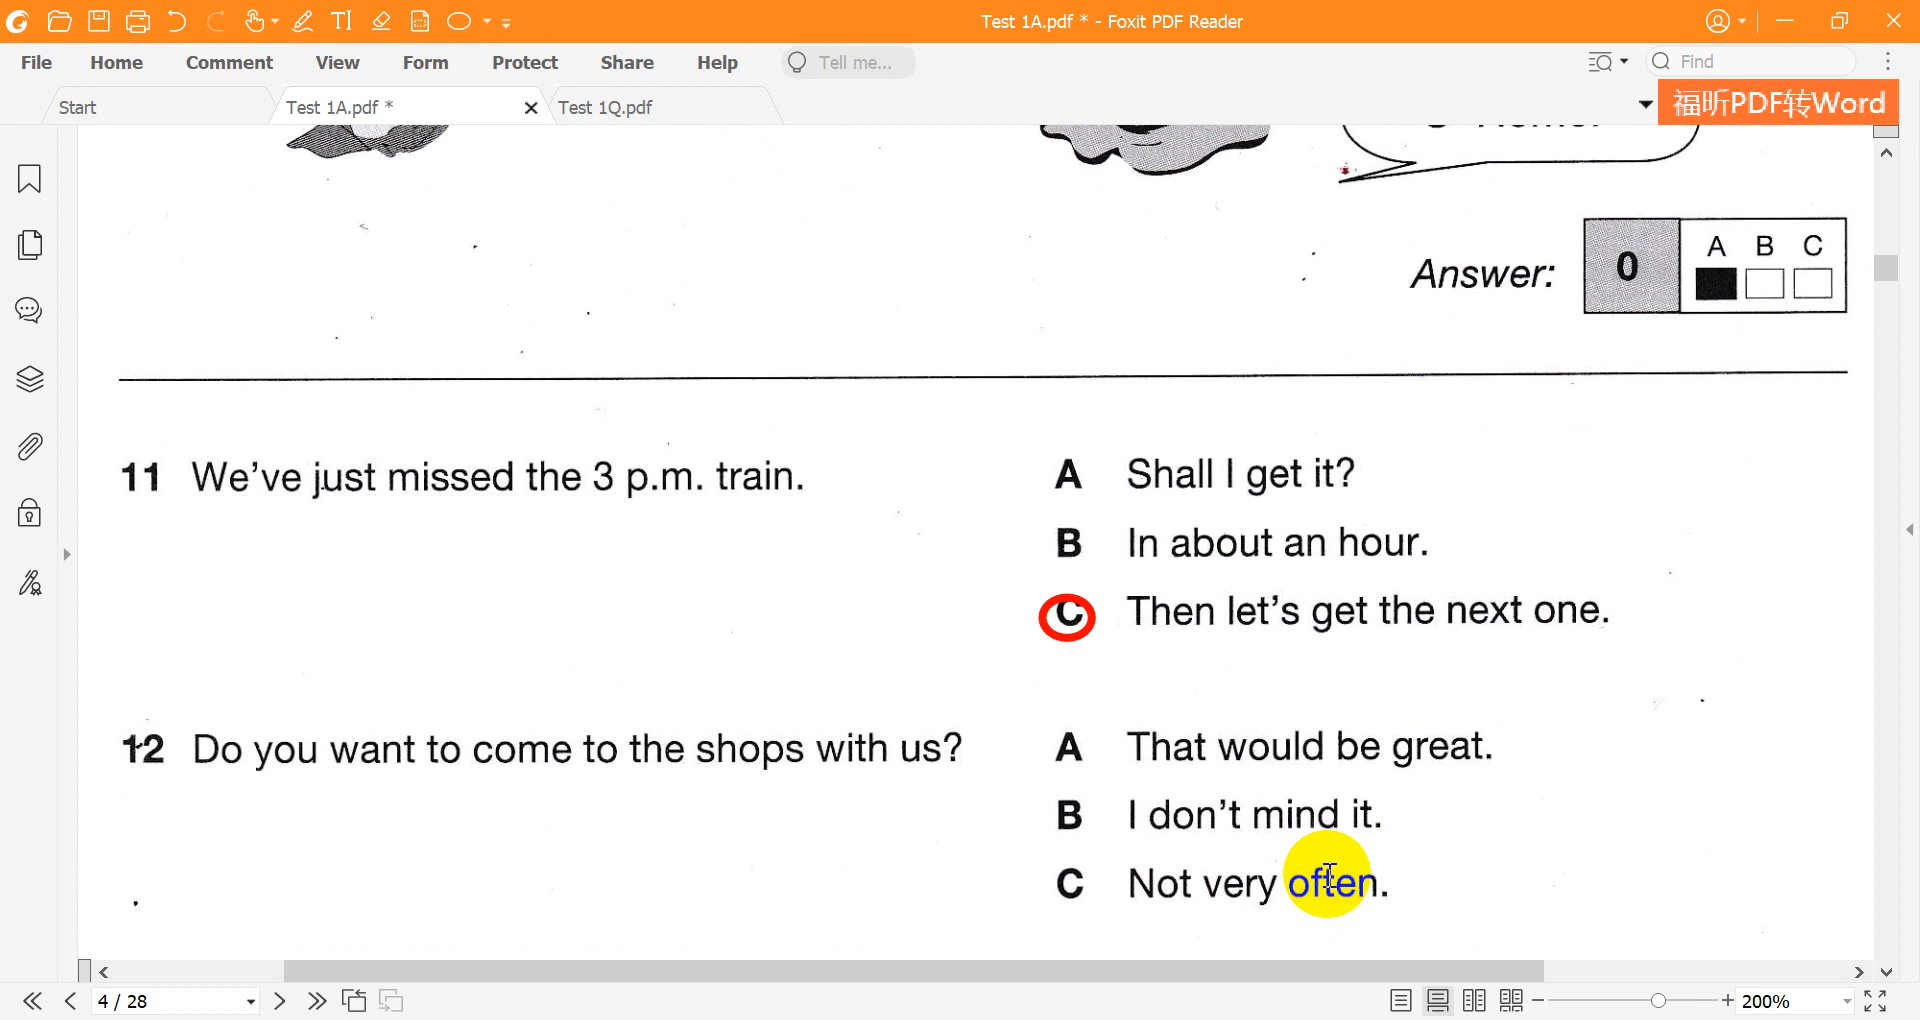 Test 1A.pdf * - Foxit PDF Reader
File Home Comment View Form Protect Share Help Tell me... Find
Start Test 1A.pdf * Test 1Q.pdf
福昕PDF转Word
Answer: 0 A B C
11 We've just missed the 3 p.m. train.
A Shall I get it?
B In about an hour.
C Then let's get the next one.
12 Do you want to come to the shops with us?
A That would be great.
B I don't mind it.
C Not very often.
4 / 28 200%